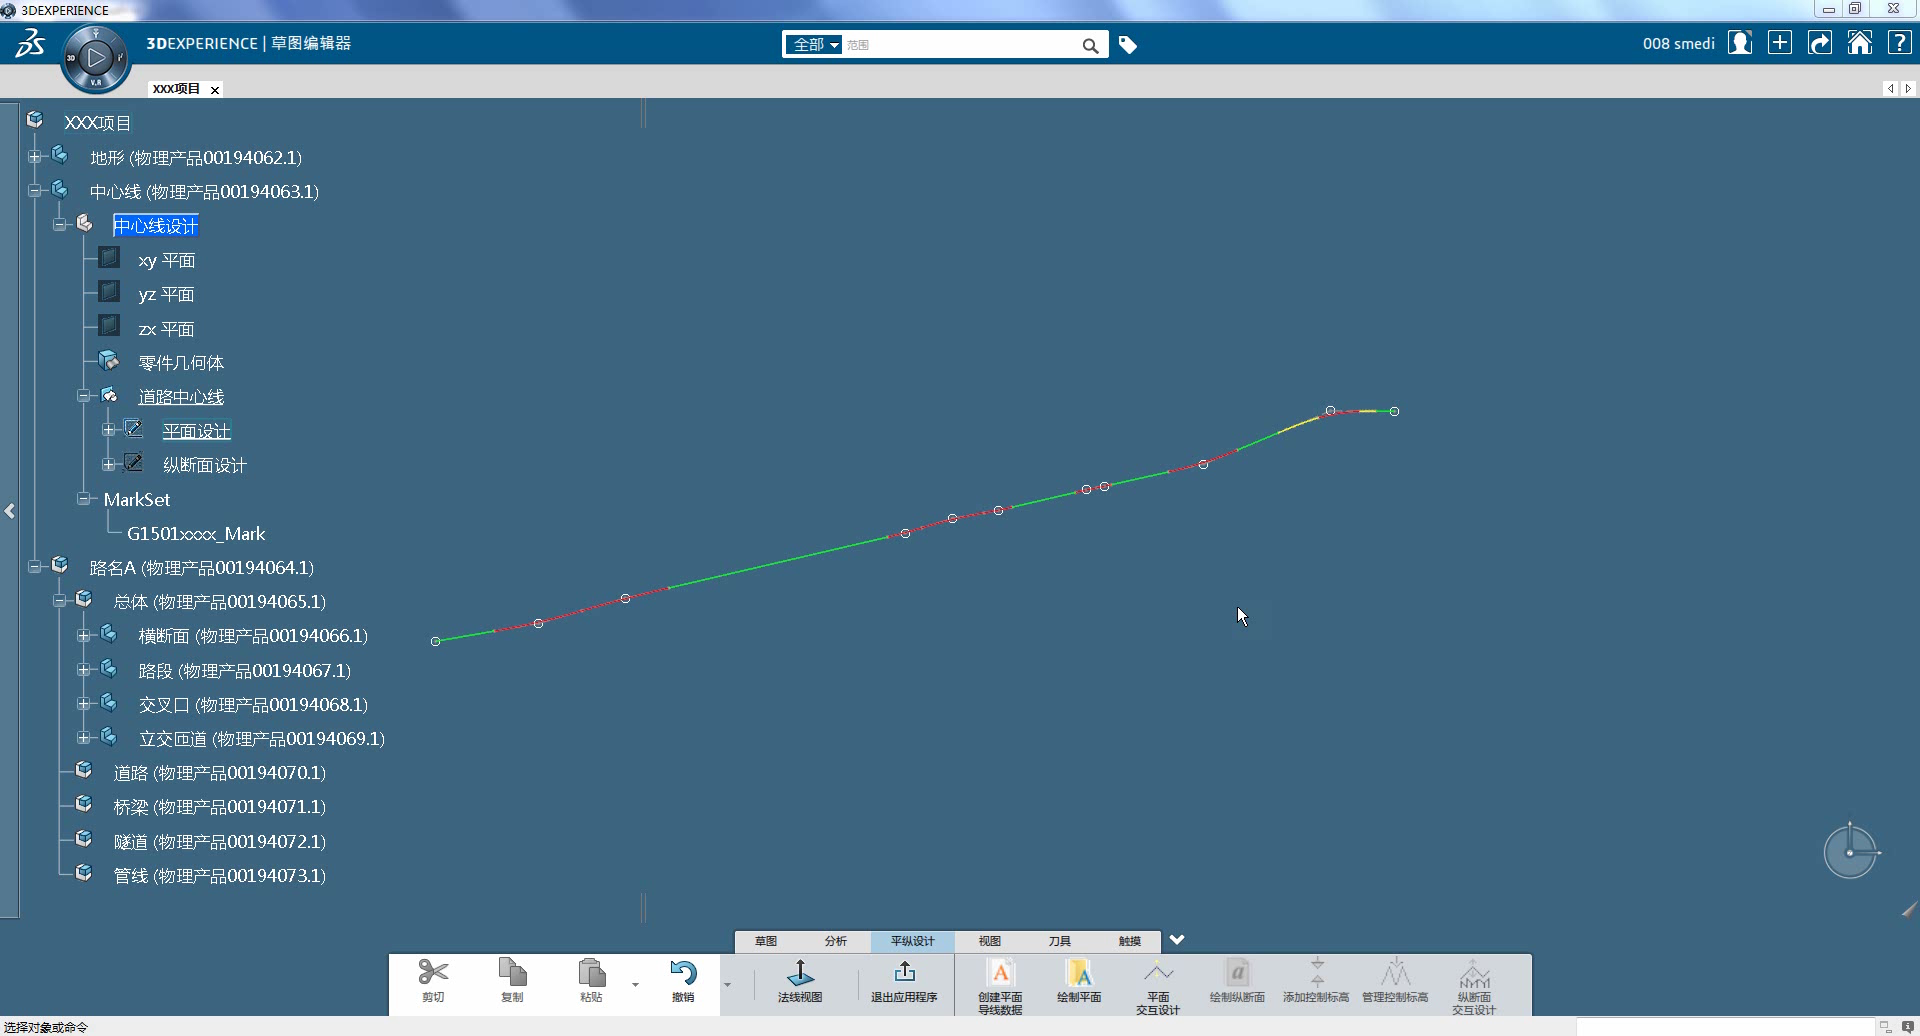 3DEXPERIENCE
3DEXPERIENCE | 草图编辑器
全部
范围
008 smedi
3D
V.R
XXX项目
XXX项目
地形 (物理产品00194062.1)
中心线 (物理产品00194063.1)
中心线设计
xy 平面
yz 平面
zx 平面
零件几何体
道路中心线
平面设计
纵断面设计
MarkSet
G1501xxxx_Mark
路名A (物理产品00194064.1)
总体 (物理产品00194065.1)
横断面 (物理产品00194066.1)
路段 (物理产品00194067.1)
交叉口 (物理产品00194068.1)
立交匝道 (物理产品00194069.1)
道路 (物理产品00194070.1)
桥梁 (物理产品00194071.1)
隧道 (物理产品00194072.1)
管线 (物理产品00194073.1)
草图 分析 平纵设计 视图 刀具 触摸
剪切
复制
粘贴
撤销
法线视图
退出应用程序
创建平面
导线数据
绘制平面
平面
交互设计
绘制纵断面
添加控制标高
管理控制标高
纵断面
交互设计
选择对象或命令